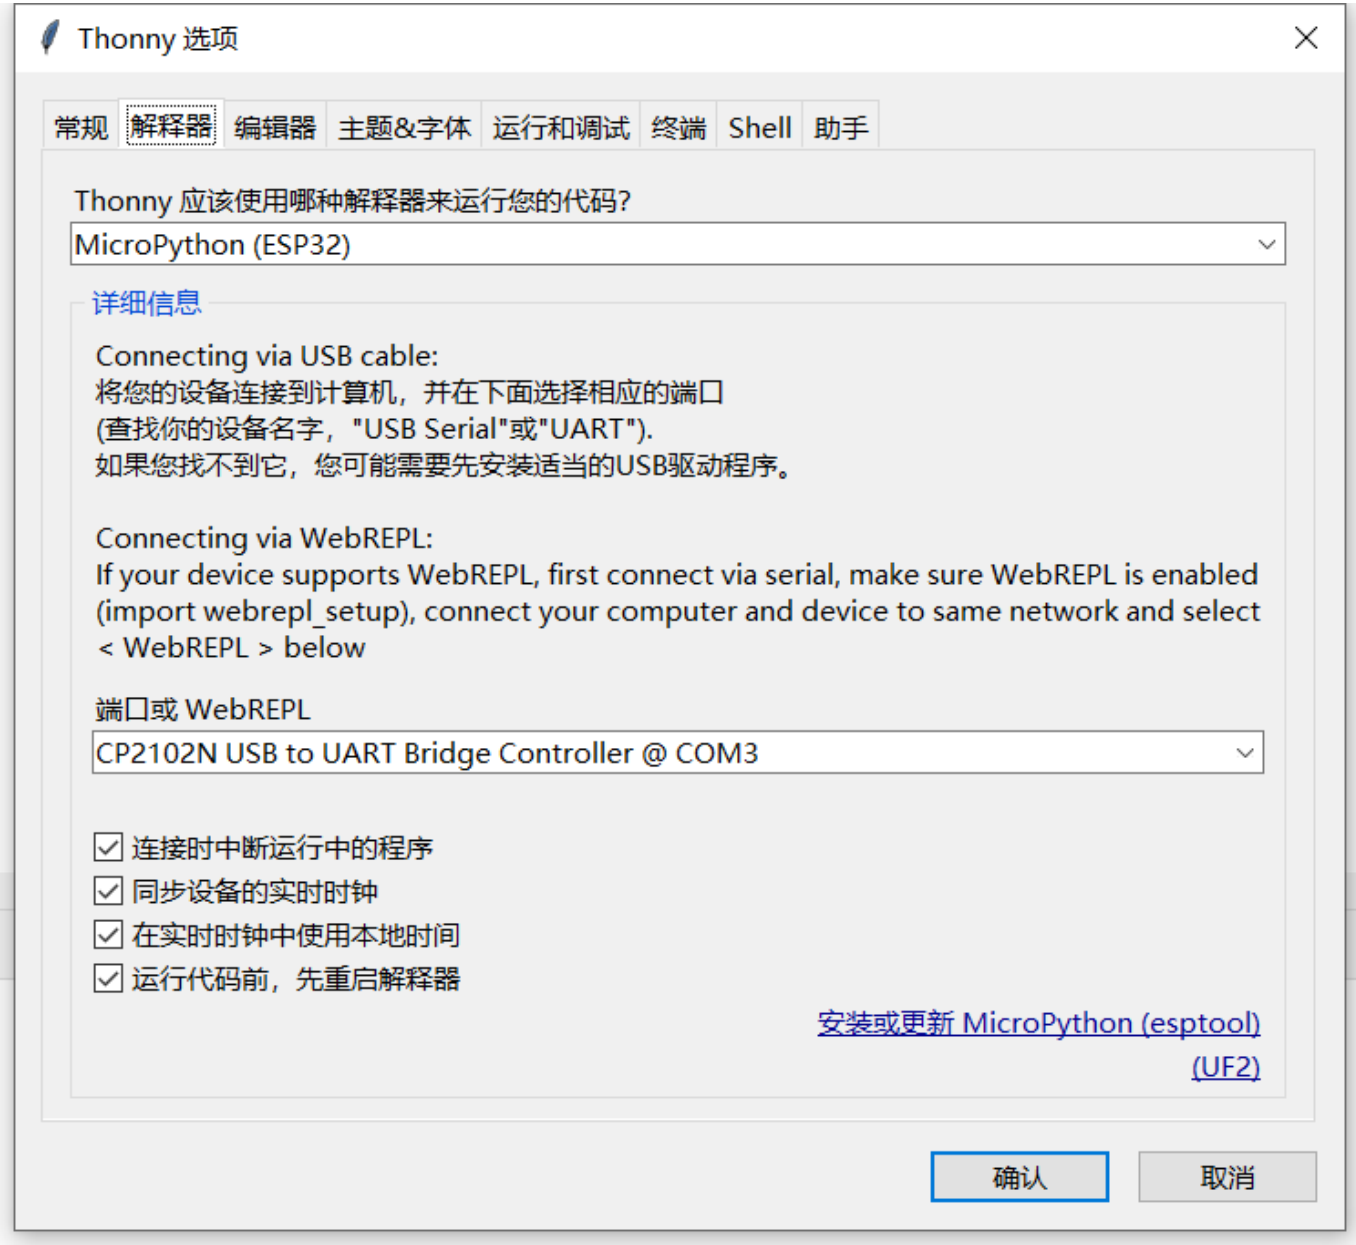 Thonny 选项
常规 解释器 编辑器 主题&字体 运行和调试 终端 Shell 助手
Thonny 应该使用哪种解释器来运行您的代码?
MicroPython (ESP32)
详细信息
Connecting via USB cable:
将您的设备连接到计算机，并在下面选择相应的端口
(查找你的设备名字，"USB Serial"或"UART").
如果您找不到它，您可能需要先安装适当的USB驱动程序。
Connecting via WebREPL:
If your device supports WebREPL, first connect via serial, make sure WebREPL is enabled
(import webrepl_setup), connect your computer and device to same network and select
< WebREPL > below
端口或 WebREPL
CP2102N USB to UART Bridge Controller @ COM3
连接时中断运行中的程序
同步设备的实时时钟
在实时时钟中使用本地时间
运行代码前，先重启解释器
安装或更新 MicroPython (esptool)
(UF2)
确认 取消